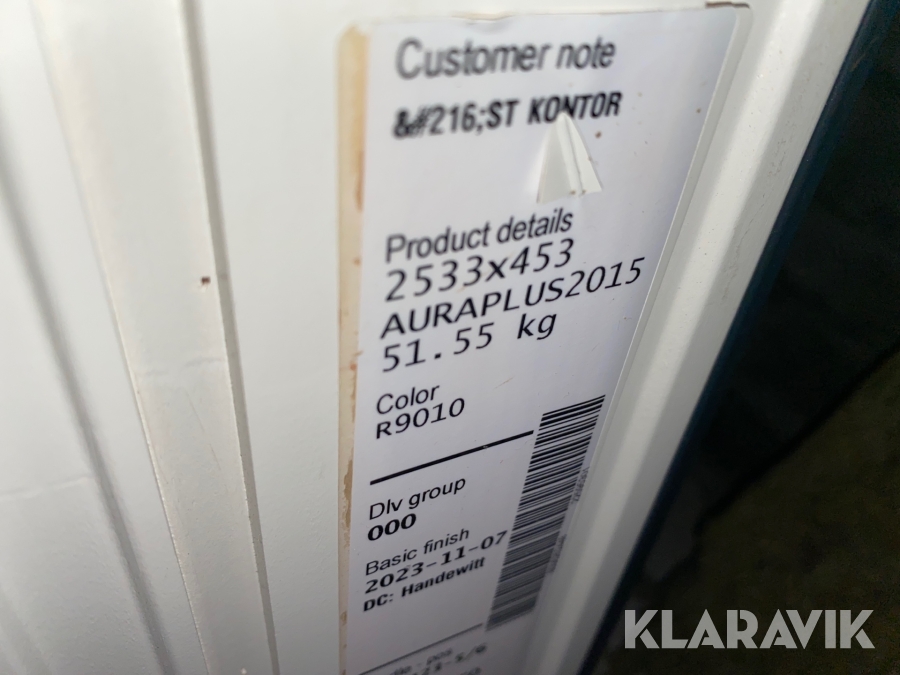 Customer note
&#216;ST KONTOR
Product details
2533x453
AURAPLUS2015
51.55 kg
Color
R9010
Dlv group
000
Basic finish
2023-11-07
DC: Handewitt
KLARAVIK